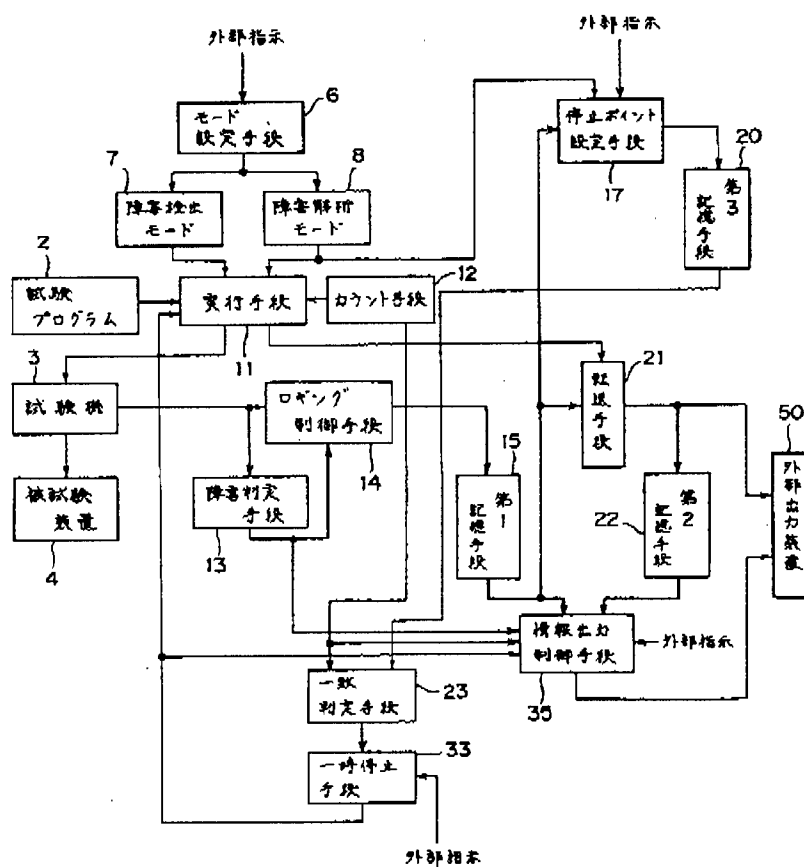 外部指示
外部指示
6
モード
設定手段
停止ポイント
設定手段
17
20
第3
記憶手段
7
障害検出
モード
8
障害解析
モード
2
試験
プログラム
実行手段
11
12
カウント手段
3
試験機
ロギング
制御手段
14
21
転送手段
50
外部出力装置
被試験
装置
4
障害判定
手段
13
15
第1
記憶手段
22
第2
記憶手段
情報出力
制御手段
35
外部指示
一致
判定手段
23
33
一時停止
手段
外部指示